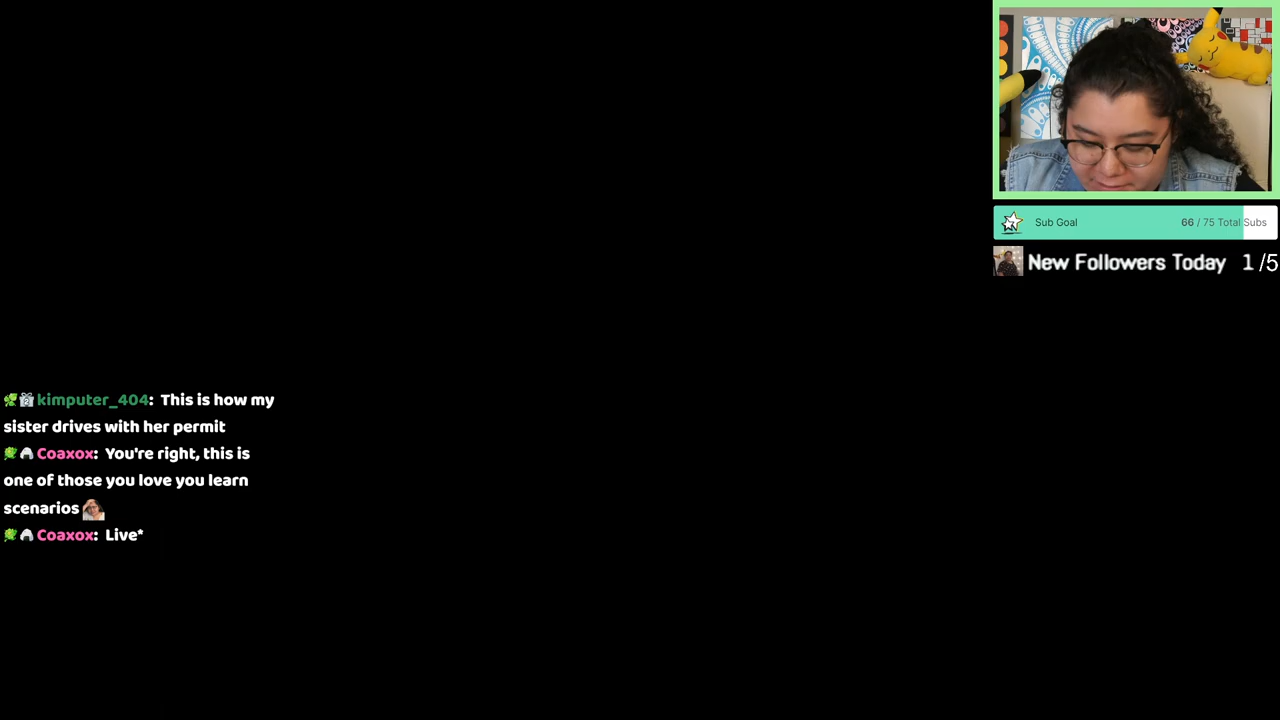 Sub Goal 66 / 75 Total Subs
New Followers Today 1 /5
kimputer_404: This is how my
sister drives with her permit
Coaxox: You're right, this is
one of those you love you learn
scenarios
Coaxox: Live*